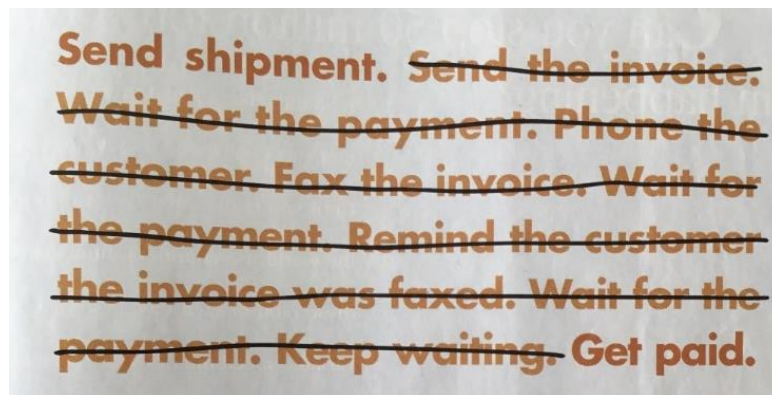 Send shipment. Send the invoice.
Wait for the payment. Phone the
customer. Fax the invoice. Wait for
the payment. Remind the customer
the invoice was faxed. Wait for the
payment. Keep waiting. Get paid.